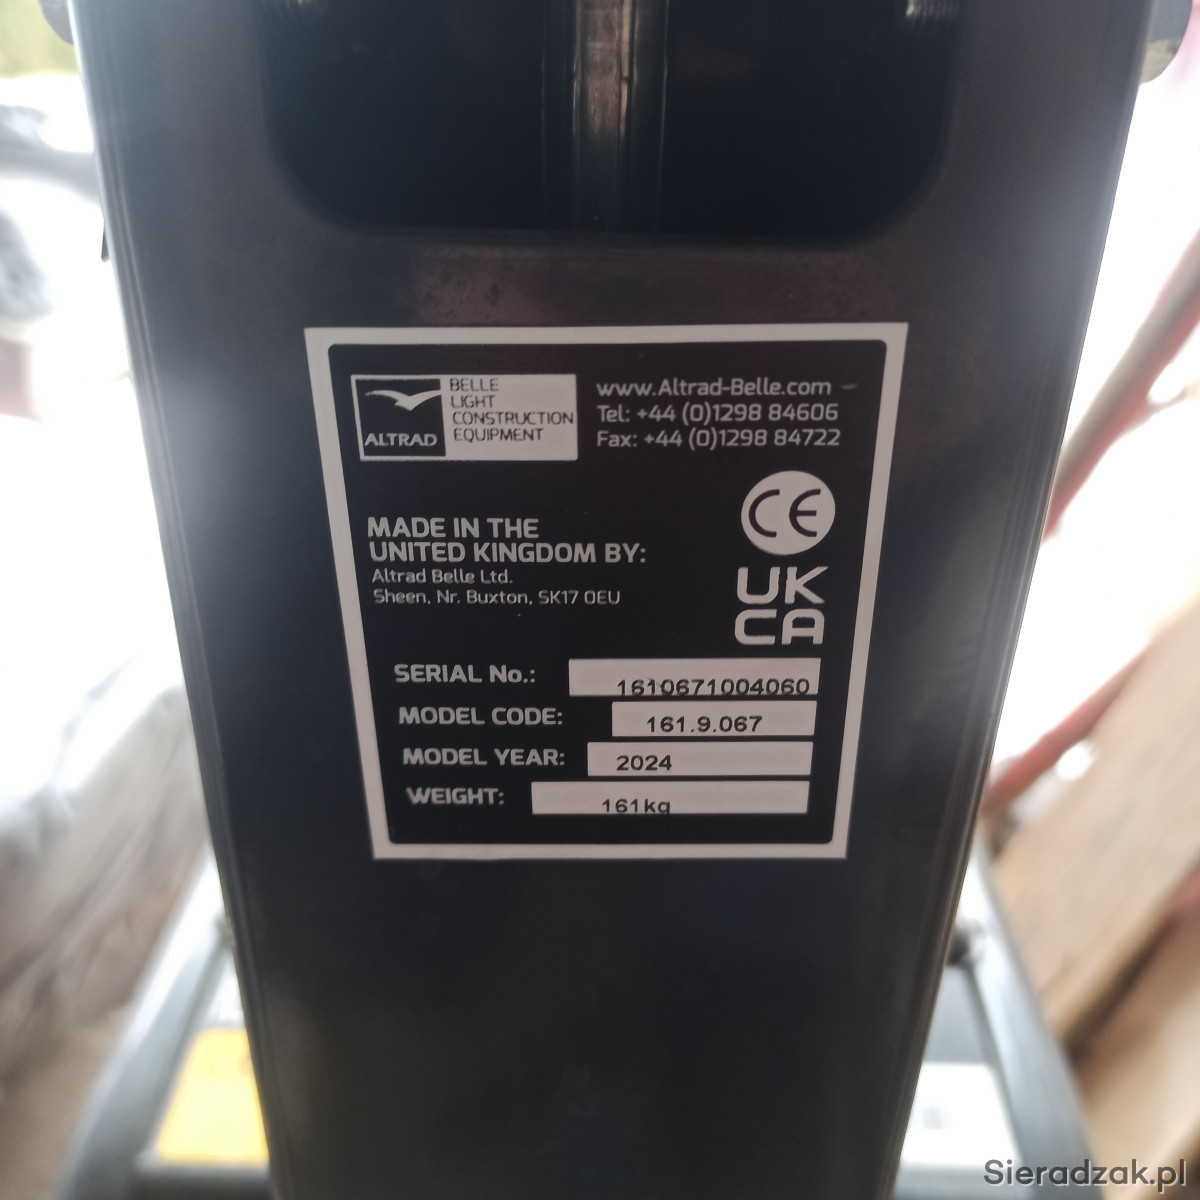 BELLE
LIGHT
CONSTRUCTION
EQUIPMENT
ALTRAD
www.Altrad-Belle.com
Tel: +44 (0)1298 84606
Fax: +44 (0)1298 84722
CE
UK
CA
MADE IN THE
UNITED KINGDOM BY:
Altrad Belle Ltd.
Sheen, Nr. Buxton, SK17 0EU
SERIAL No.: 1610671004060
MODEL CODE: 161.9.067
MODEL YEAR: 2024
WEIGHT: 161kg
Sieradzak.pl